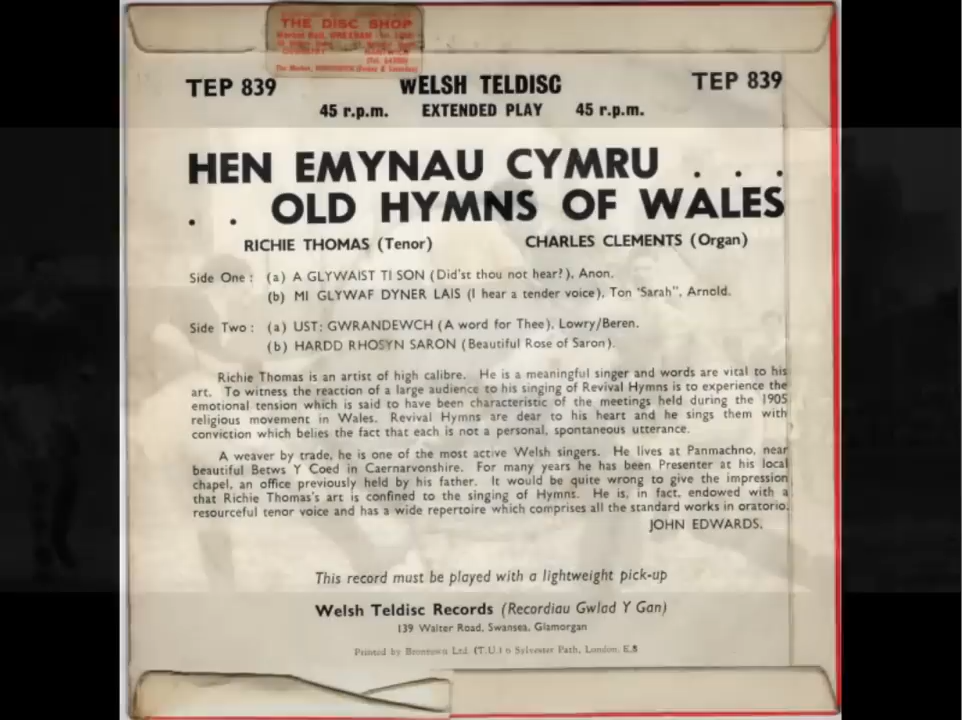 THE DISC SHOP
Market Hall, WREXHAM
TEP 839 WELSH TELDISC TEP 839
45 r.p.m. EXTENDED PLAY 45 r.p.m.
HEN EMYNAU CYMRU . . .
. . OLD HYMNS OF WALES
RICHIE THOMAS (Tenor) CHARLES CLEMENTS (Organ)
Side One : (a) A GLYWAIST TI SON (Did'st thou not hear?), Anon.
(b) MI GLYWAF DYNER LAIS (I hear a tender voice), Ton 'Sarah", Arnold.
Side Two : (a) UST: GWRANDEWCH (A word for Thee), Lowry/Beren.
(b) HARDD RHOSYN SARON (Beautiful Rose of Saron).
Richie Thomas is an artist of high calibre. He is a meaningful singer and words are vital to his
art. To witness the reaction of a large audience to his singing of Revival Hymns is to experience the
emotional tension which is said to have been characteristic of the meetings held during the 1905
religious movement in Wales. Revival Hymns are dear to his heart and he sings them with
conviction which belies the fact that each is not a personal, spontaneous utterance.
A weaver by trade, he is one of the most active Welsh singers. He lives at Panmachno, near
beautiful Betws Y Coed in Caernarvonshire. For many years he has been Presenter at his local
chapel, an office previously held by his father. It would be quite wrong to give the impression
that Richie Thomas's art is confined to the singing of Hymns. He is, in fact, endowed with a
resourceful tenor voice and has a wide repertoire which comprises all the standard works in oratorio.
JOHN EDWARDS.
This record must be played with a lightweight pick-up
Welsh Teldisc Records (Recordiau Gwlad Y Gan)
139 Walter Road, Swansea, Glamorgan
Printed by Brontown Ltd. (T.U.) 6 Sylvester Path, London, E.8